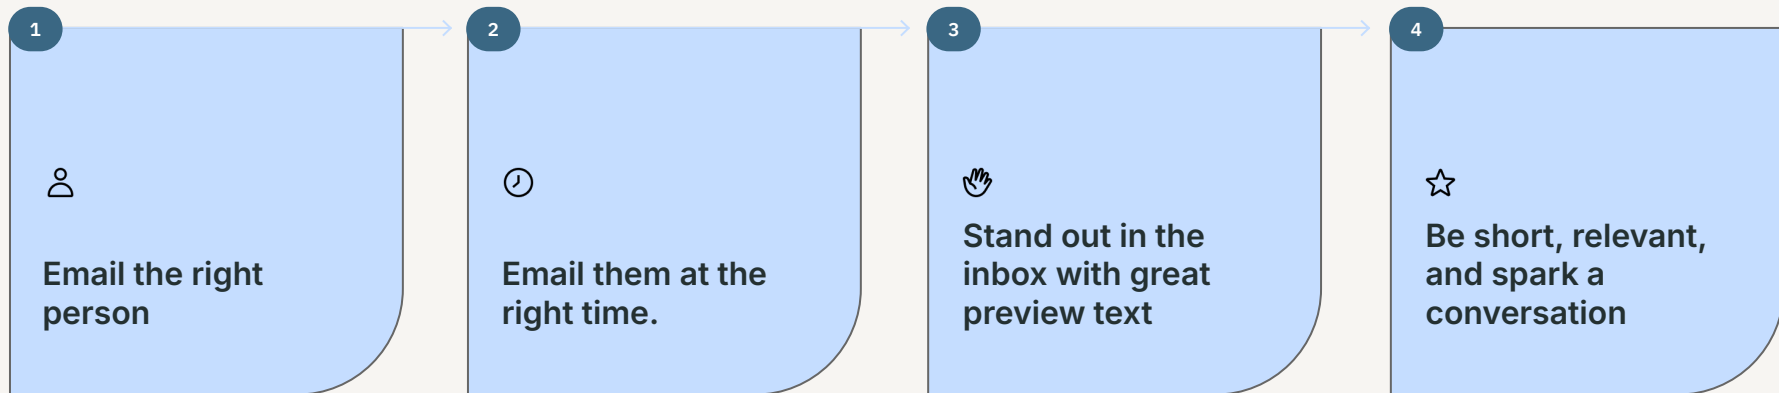 1
Email the right
person
2
Email them at the
right time.
3
Stand out in the
inbox with great
preview text
4
Be short, relevant,
and spark a
conversation